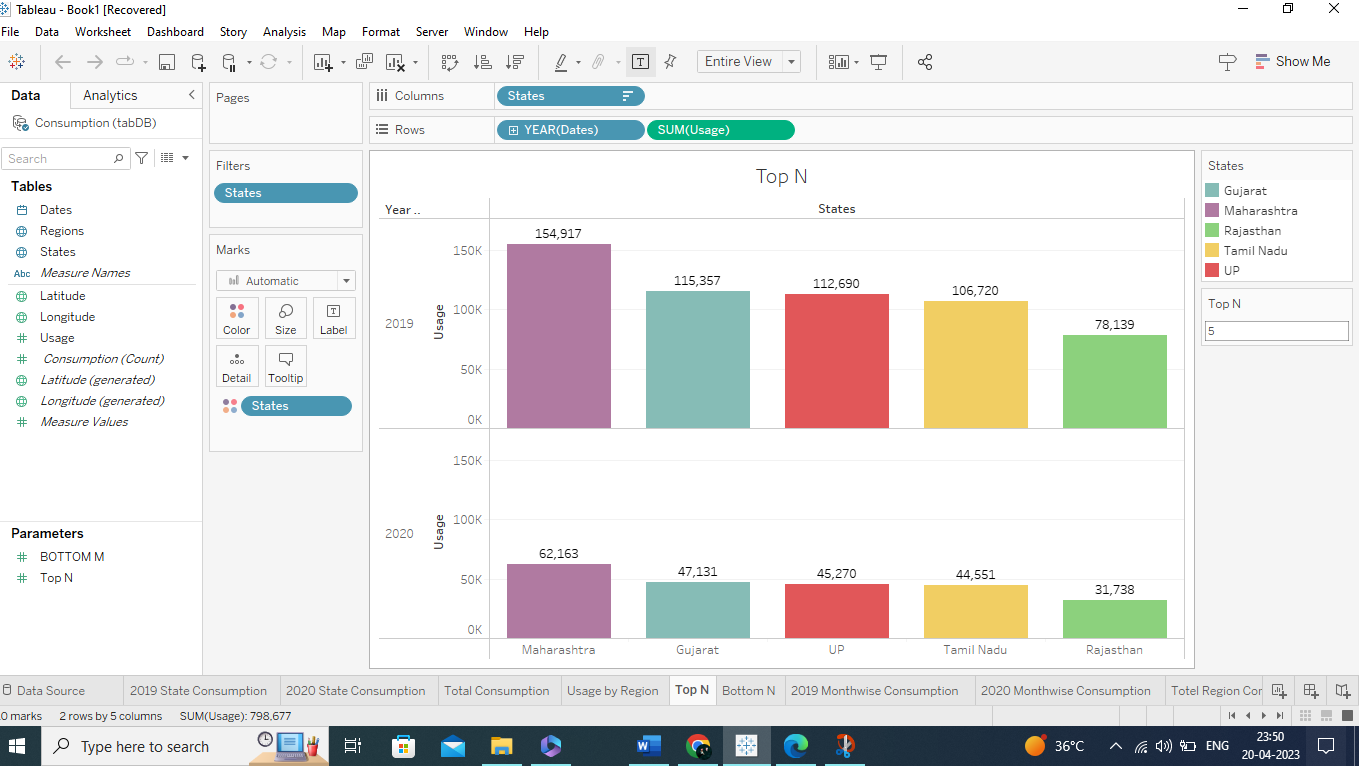 Tableau - Book1 [Recovered]
File Data Worksheet Dashboard Story Analysis Map Format Server Window Help
Entire View
Show Me
Data Analytics
Consumption (tabDB)
Search
Tables
Dates
Regions
States
Abc Measure Names
Latitude
Longitude
Usage
Consumption (Count)
Latitude (generated)
Longitude (generated)
Measure Values
Parameters
BOTTOM M
Top N
Pages
Filters
States
Marks
Automatic
Color Size Label
Detail Tooltip
States
Columns States
Rows YEAR(Dates) SUM(Usage)
Top N
Year .. States
154,917
150K
115,357
112,690
106,720
100K
78,139
2019
Usage
50K
0K
150K
100K
2020
Usage
62,163
50K
47,131
45,270
44,551
31,738
0K
Maharashtra Gujarat UP Tamil Nadu Rajasthan
States
Gujarat
Maharashtra
Rajasthan
Tamil Nadu
UP
Top N
5
Data Source 2019 State Consumption 2020 State Consumption Total Consumption Usage by Region Top N Bottom N 2019 Monthwise Consumption 2020 Monthwise Consumption Totel Region Cor
0 marks 2 rows by 5 columns SUM(Usage): 798,677
Type here to search
36°C
ENG
23:50
20-04-2023